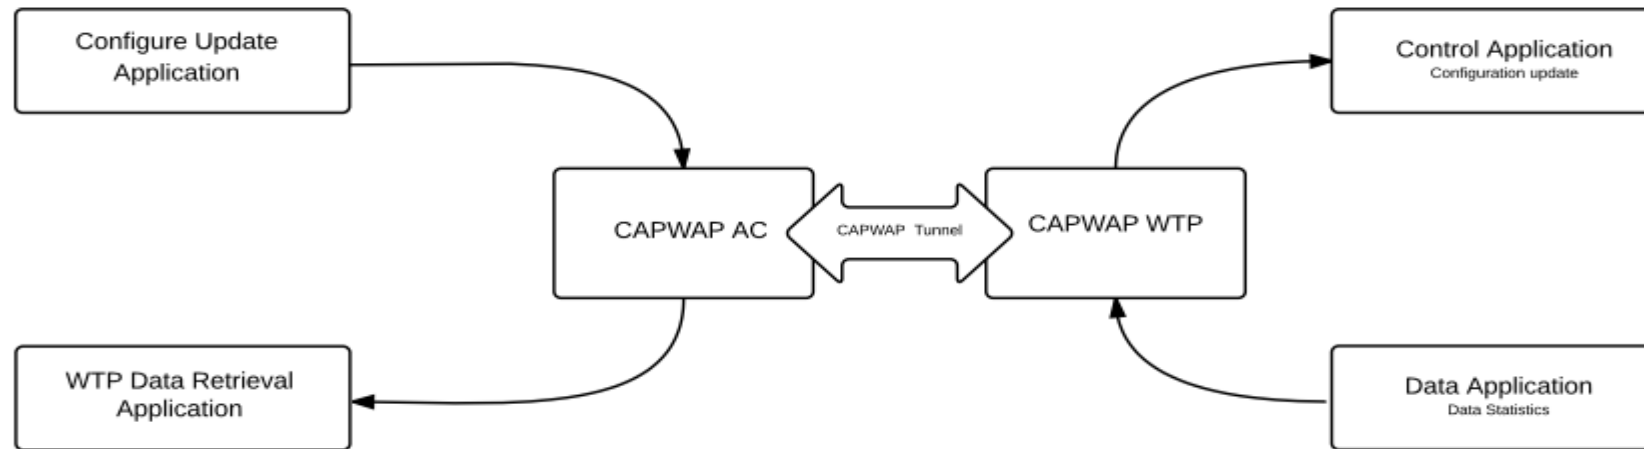 Configure Update
Application
Control Application
Configuration update
CAPWAP AC
CAPWAP Tunnel
CAPWAP WTP
WTP Data Retrieval
Application
Data Application
Data Statistics